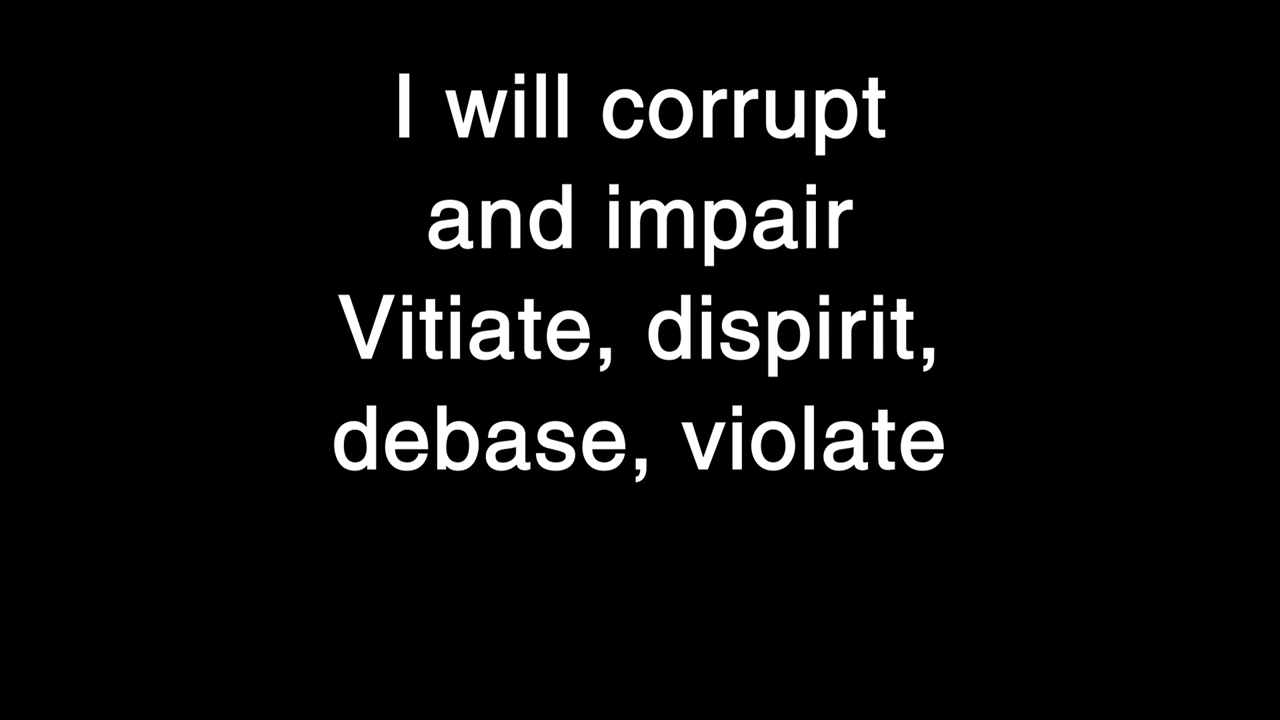 I will corrupt
and impair
Vitiate, dispirit,
debase, violate